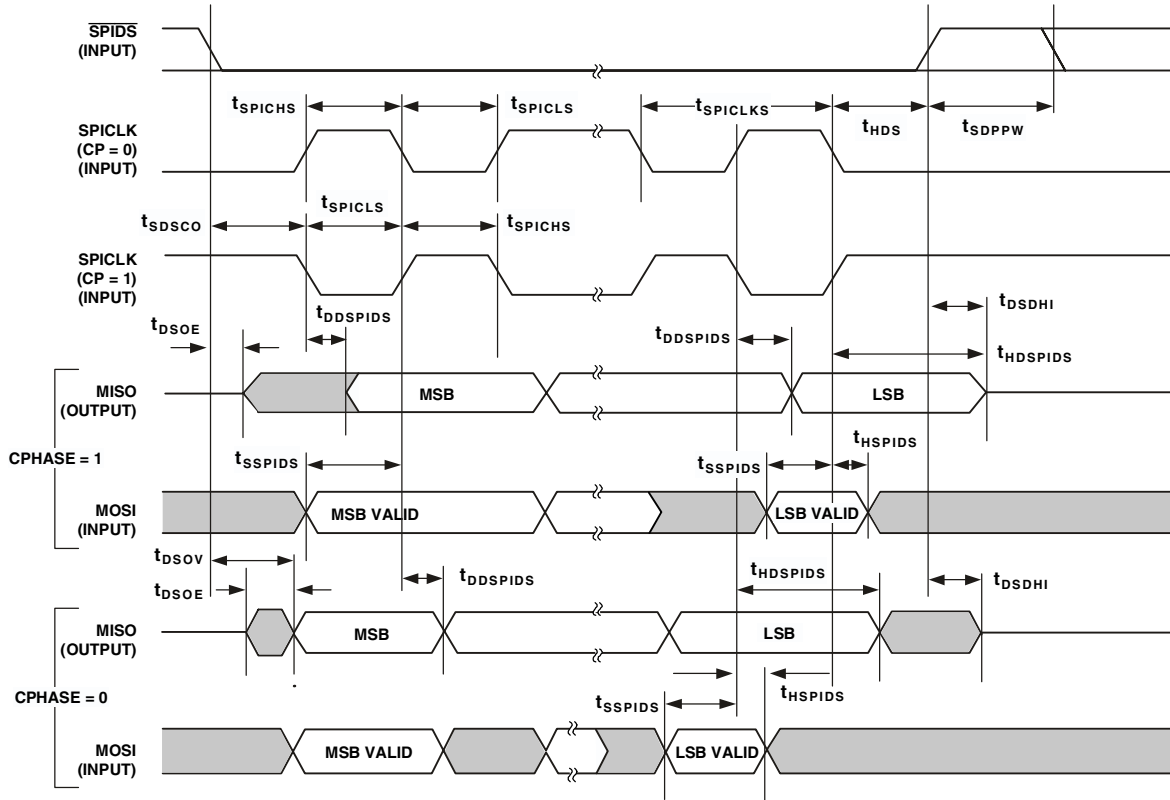 SPIDS
(INPUT)
tSPICHS tSPICLS tSPICLKS tHDS tSDPPW
SPICLK
(CP = 0)
(INPUT)
tSDSCO tSPICLS tSPICHS
SPICLK
(CP = 1)
(INPUT)
tDSOE tDDSPIDS tDDSPIDS tDSDHI
tHDSPIDS
MISO
(OUTPUT)
MSB LSB
CPHASE = 1
tSSPIDS tSSPIDS tHSPIDS
MOSI
(INPUT)
MSB VALID LSB VALID
tDSOV
tDSOE tDDSPIDS tHDSPIDS tDSDHI
MISO
(OUTPUT)
MSB LSB
CPHASE = 0
tSSPIDS tHSPIDS
MOSI
(INPUT)
MSB VALID LSB VALID